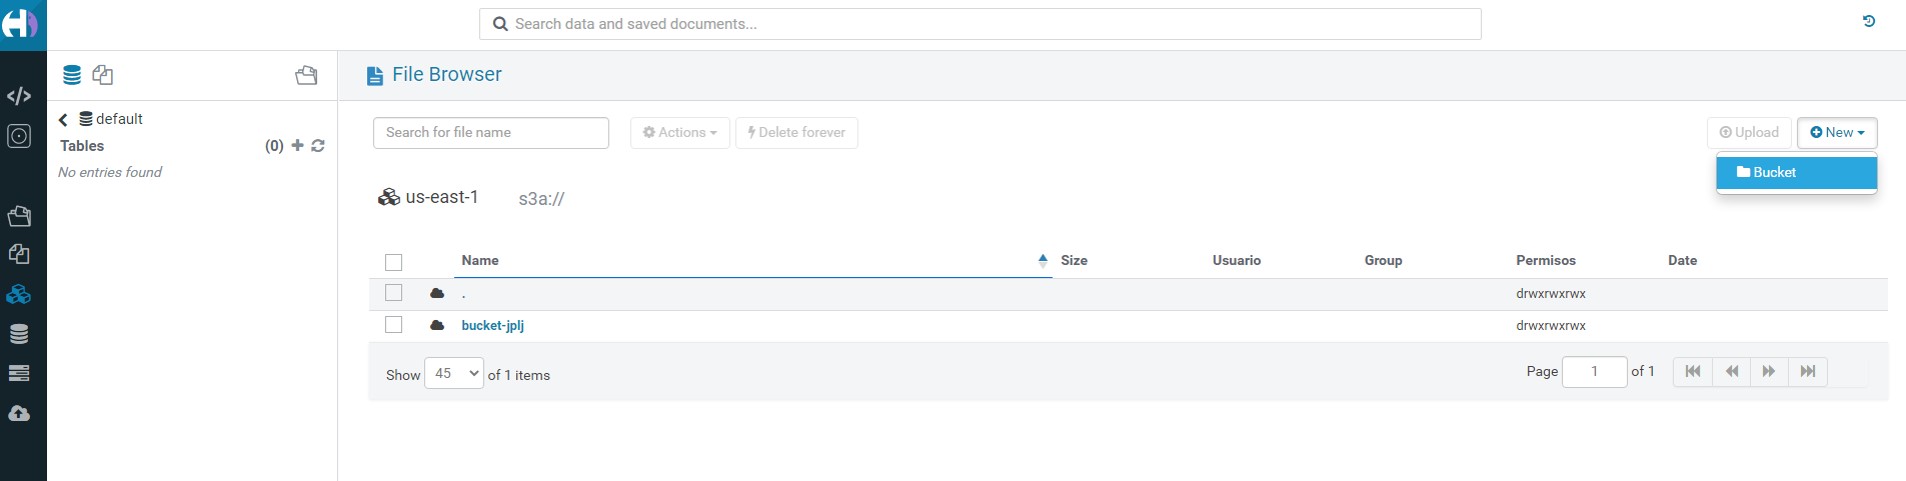 Search data and saved documents...
File Browser
default
Tables (0)
No entries found
Search for file name Actions Delete forever Upload New
Bucket
us-east-1 s3a://
Name Size Usuario Group Permisos Date
. drwxrwxrwx
bucket-jplj drwxrwxrwx
Show 45 of 1 items Page 1 of 1